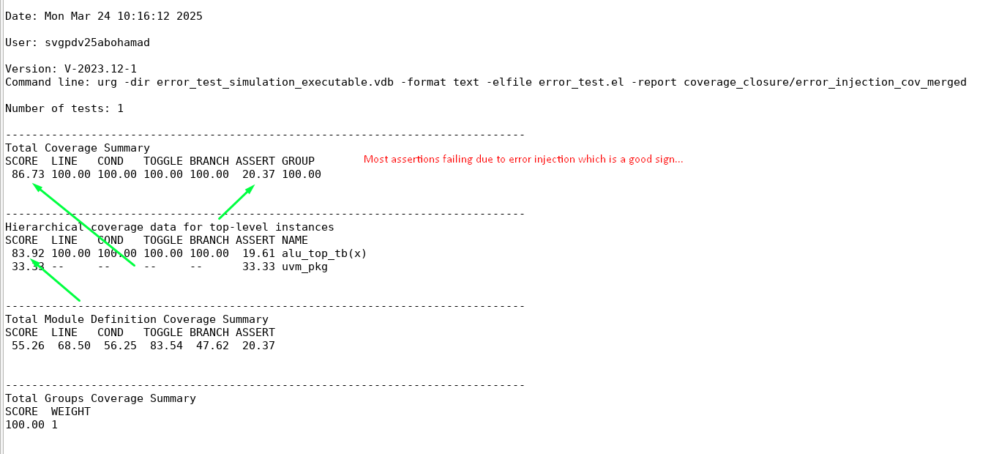 Date: Mon Mar 24 10:16:12 2025
User: svgpdv25abohamad
Version: V-2023.12-1
Command line: urg -dir error_test_simulation_executable.vdb -format text -elfile error_test.el -report coverage_closure/error_injection_cov_merged
Number of tests: 1
-------------------------------------------------------------------------------
Total Coverage Summary
SCORE  LINE   COND   TOGGLE BRANCH ASSERT GROUP
Most assertions failing due to error injection which is a good sign...
 86.73 100.00 100.00 100.00 100.00  20.37 100.00
-------------------------------------------------------------------------------
Hierarchical coverage data for top-level instances
SCORE  LINE   COND   TOGGLE BRANCH ASSERT NAME
 83.92 100.00 100.00 100.00 100.00  19.61 alu_top_tb(x)
 33.33 --     --     --     --      33.33 uvm_pkg
-------------------------------------------------------------------------------
Total Module Definition Coverage Summary
SCORE  LINE   COND   TOGGLE BRANCH ASSERT
 55.26  68.50  56.25  83.54  47.62  20.37
-------------------------------------------------------------------------------
Total Groups Coverage Summary
SCORE  WEIGHT
100.00 1